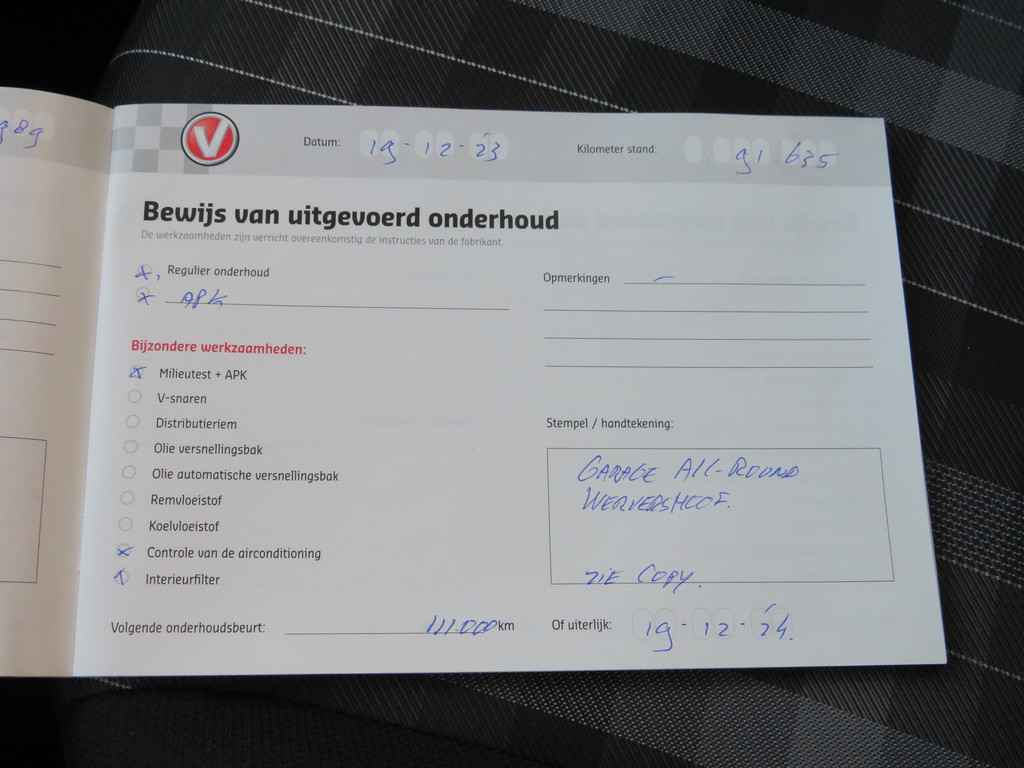 989
V
Datum: 19-12-'23
Kilometer stand: 91 635
Bewijs van uitgevoerd onderhoud
De werkzaamheden zijn verricht overeenkomstig de instructies van de fabrikant.
Regulier onderhoud
APK
Opmerkingen
Bijzondere werkzaamheden:
Milieutest + APK
V-snaren
Distributieriem
Olie versnellingsbak
Olie automatische versnellingsbak
Remvloeistof
Koelvloeistof
Controle van de airconditioning
Interieurfilter
Stempel / handtekening:
GARAGE All-ROUND
WERVERSHOOF.
ZIE COPY.
Volgende onderhoudsbeurt: 111.000 km
Of uiterlijk: 19-12-'24.